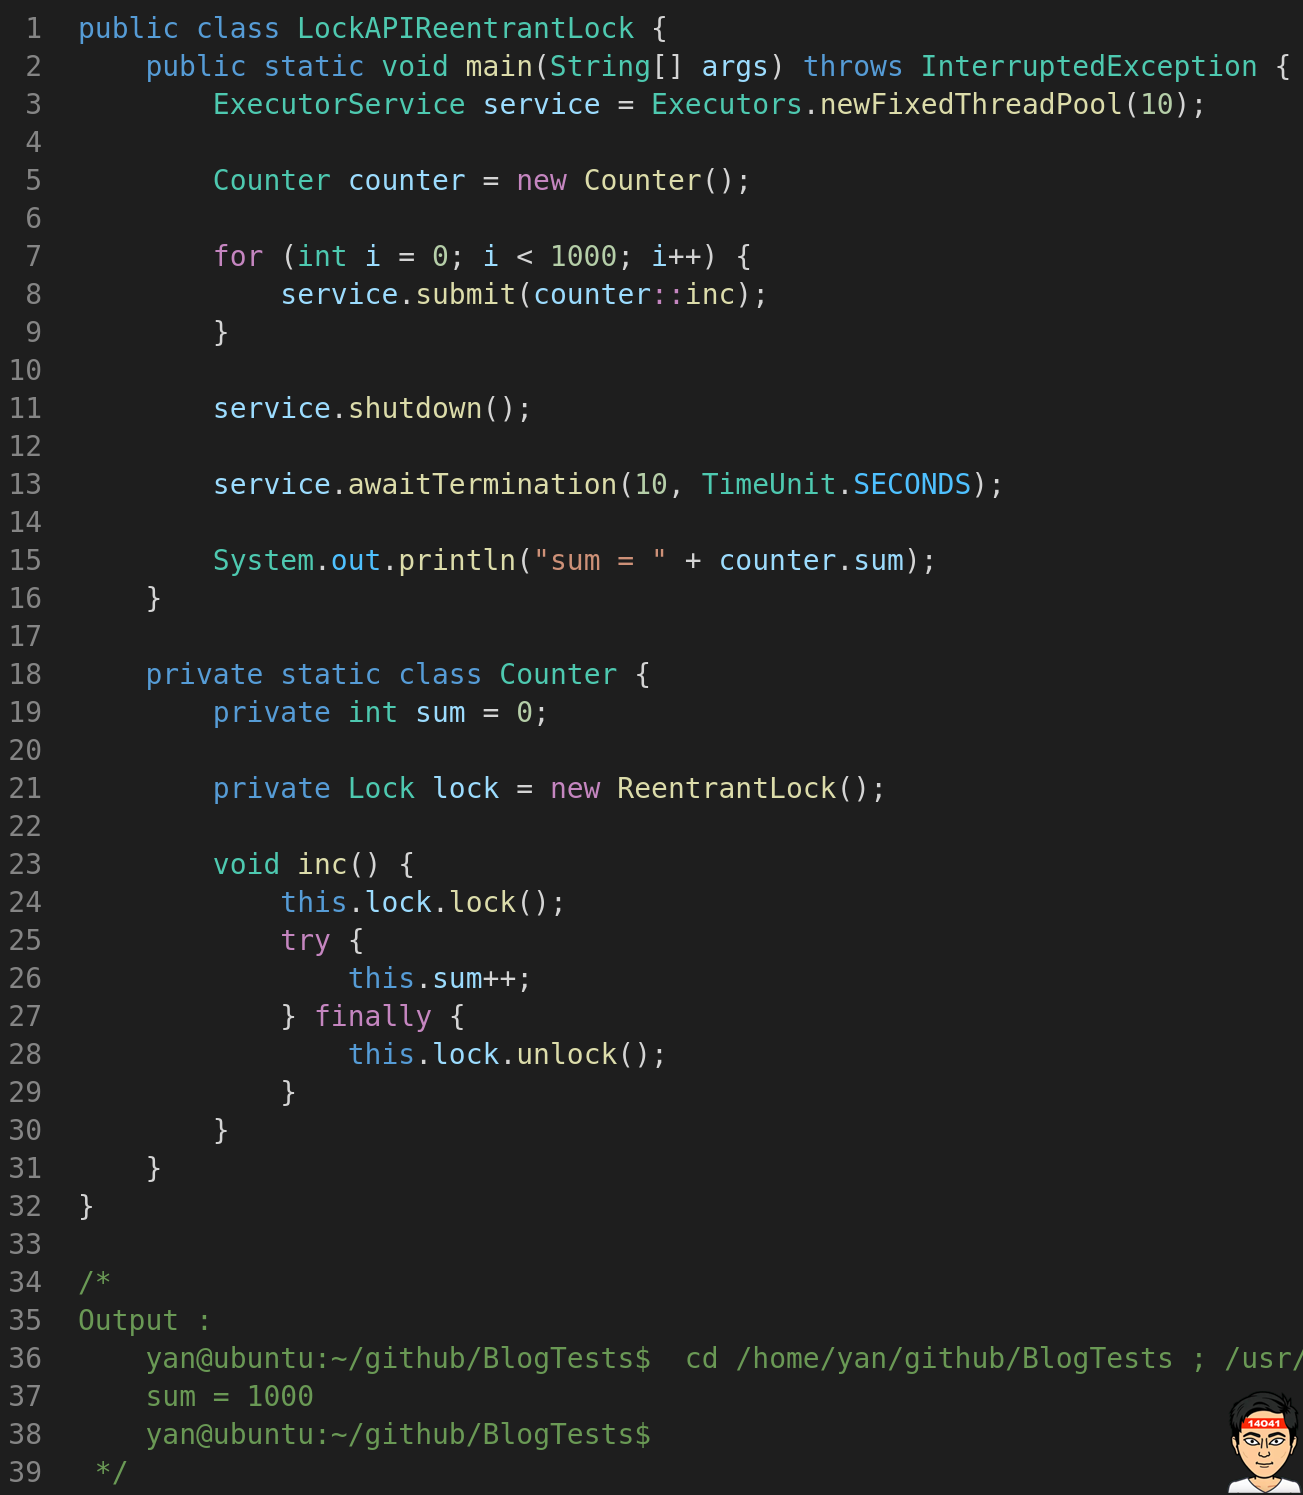 1 public class LockAPIReentrantLock {
2     public static void main(String[] args) throws InterruptedException {
3         ExecutorService service = Executors.newFixedThreadPool(10);
4
5         Counter counter = new Counter();
6
7         for (int i = 0; i < 1000; i++) {
8             service.submit(counter::inc);
9         }
10
11         service.shutdown();
12
13         service.awaitTermination(10, TimeUnit.SECONDS);
14
15         System.out.println("sum = " + counter.sum);
16     }
17
18     private static class Counter {
19         private int sum = 0;
20
21         private Lock lock = new ReentrantLock();
22
23         void inc() {
24             this.lock.lock();
25             try {
26                 this.sum++;
27             } finally {
28                 this.lock.unlock();
29             }
30         }
31     }
32 }
33
34 /*
35 Output :
36     yan@ubuntu:~/github/BlogTests$  cd /home/yan/github/BlogTests ; /usr/
37     sum = 1000
38     yan@ubuntu:~/github/BlogTests$
39  */
14041